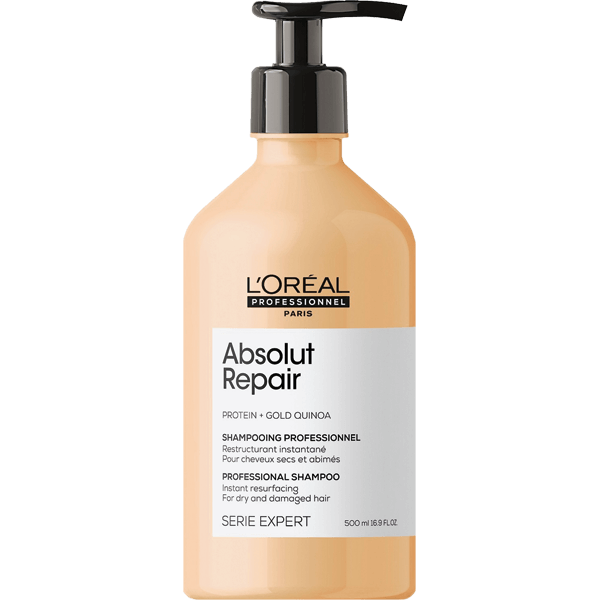 L'ORÉAL
PROFESSIONNEL
PARIS
Absolut
Repair
PROTEIN + GOLD QUINOA
SHAMPOOING PROFESSIONNEL
Restructurant instantané
Pour cheveux secs et abimés
PROFESSIONAL SHAMPOO
Instant resurfacing
For dry and damaged hair
SERIE EXPERT 500 ml 16.9 FL.OZ.